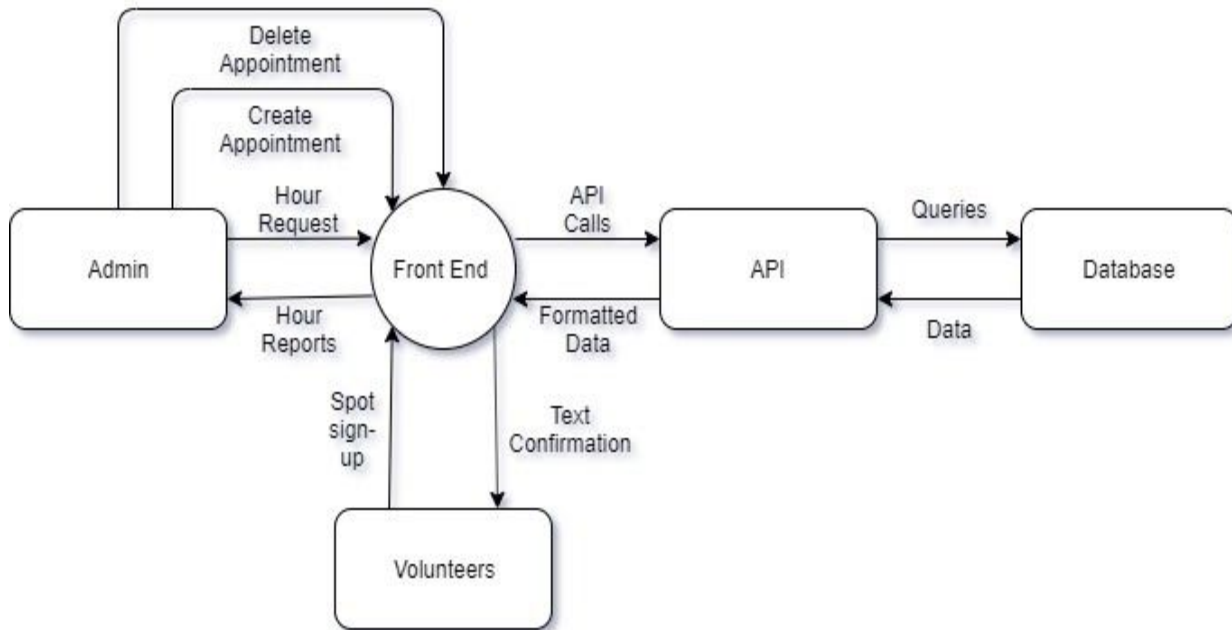 Delete
Appointment
Create
Appointment
Hour
Request
API
Calls
Queries
Admin
Front End
API
Database
Hour
Reports
Formatted
Data
Data
Spot
sign-
up
Text
Confirmation
Volunteers